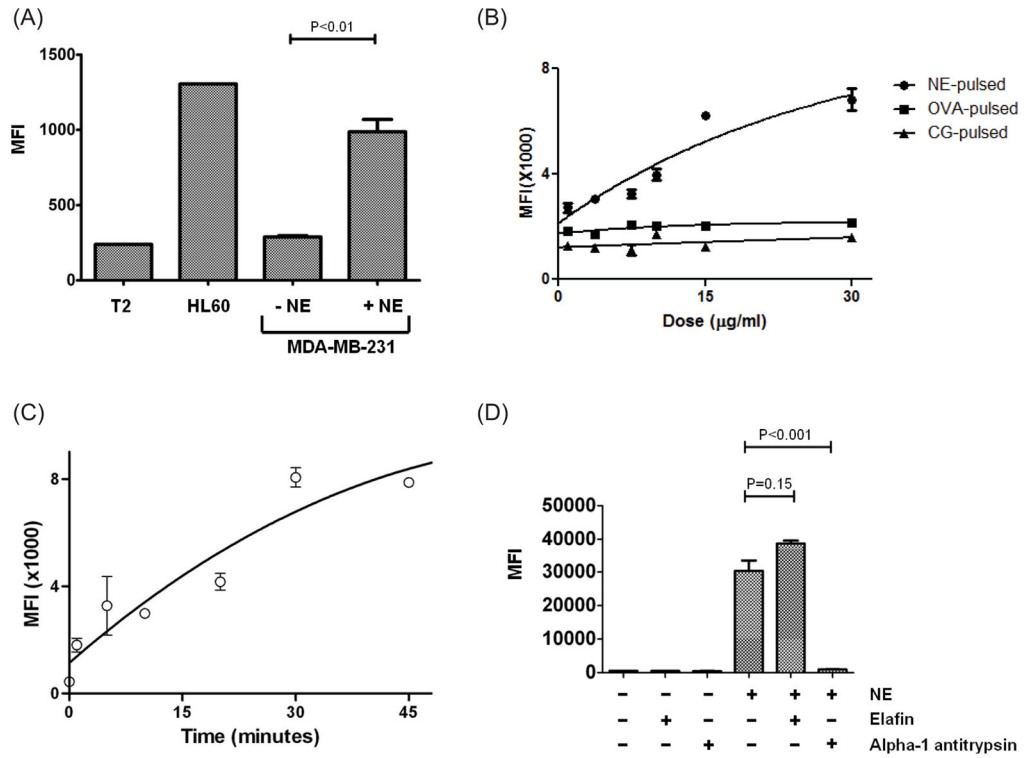 (A)
P<0.01
1500
1000
500
0
MFI
T2 HL60 - NE + NE
MDA-MB-231
(B)
8
4
0
MFI(X1000)
0 15 30
Dose (μg/ml)
NE-pulsed
OVA-pulsed
CG-pulsed
(C)
8
4
0
MFI (x1000)
0 15 30 45
Time (minutes)
(D)
P<0.001
P=0.15
50000
40000
30000
20000
10000
0
MFI
- - - + + + NE
- + - - + - Elafin
- - + - - + Alpha-1 antitrypsin